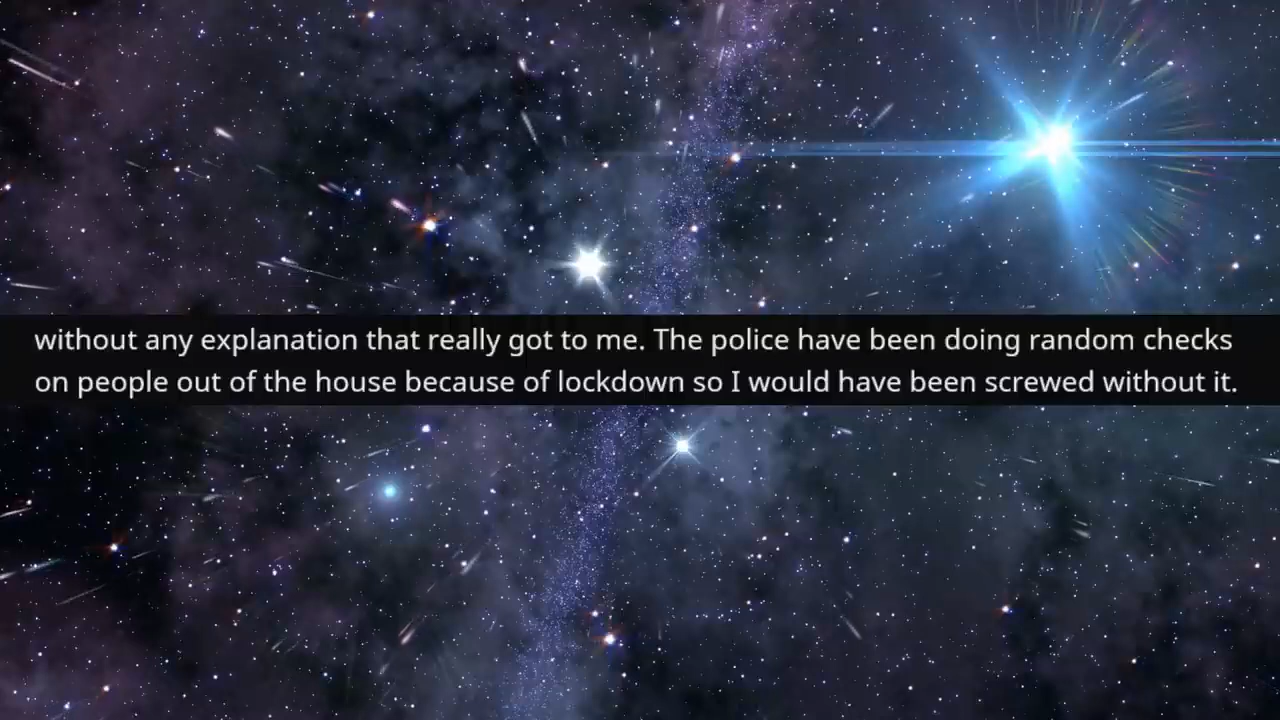 without any explanation that really got to me. The police have been doing random checks
on people out of the house because of lockdown so I would have been screwed without it.